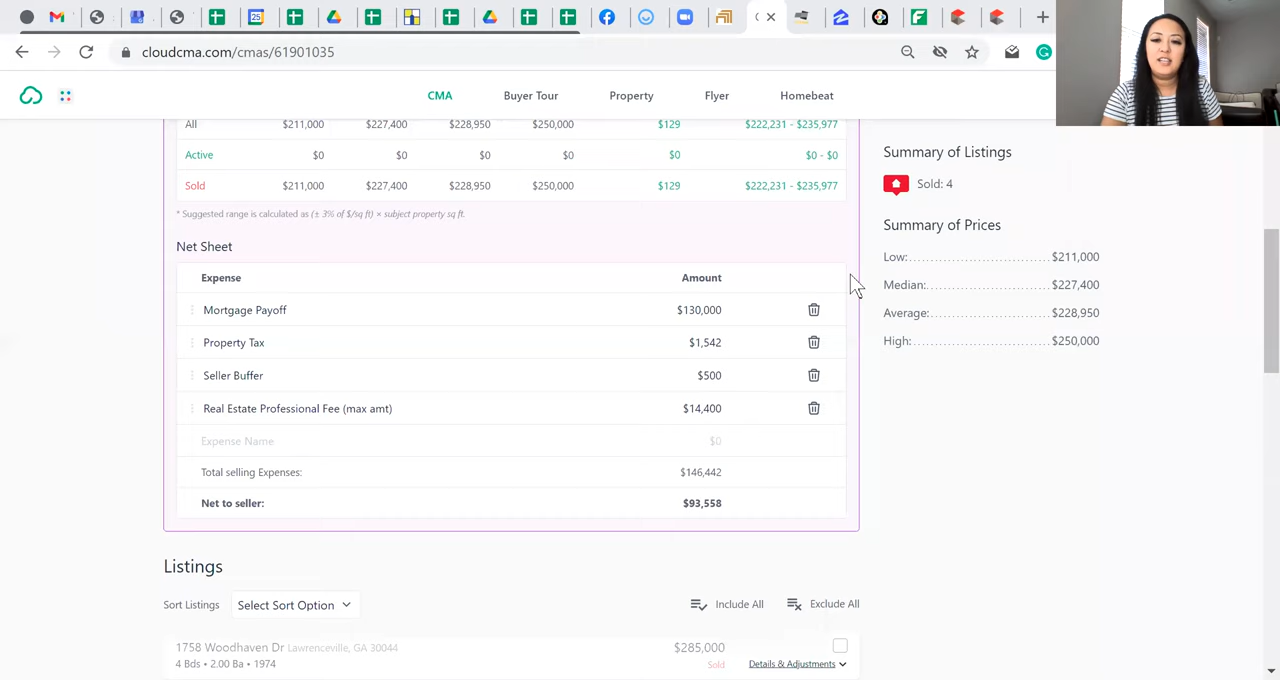 25
(
cloudcma.com/cmas/61901035
CMA Buyer Tour Property Flyer Homebeat
All $211,000 $227,400 $228,950 $250,000 $129 $222,231 - $235,977
Active $0 $0 $0 $0 $0 $0 - $0
Sold $211,000 $227,400 $228,950 $250,000 $129 $222,231 - $235,977
* Suggested range is calculated as (± 3% of $/sq ft) × subject property sq ft.
Net Sheet
Expense Amount
Mortgage Payoff $130,000
Property Tax $1,542
Seller Buffer $500
Real Estate Professional Fee (max amt) $14,400
Expense Name $0
Total selling Expenses: $146,442
Net to seller: $93,558
Listings
Sort Listings Select Sort Option Include All Exclude All
1758 Woodhaven Dr Lawrenceville, GA 30044 $285,000
4 Bds • 2.00 Ba • 1974 Sold Details & Adjustments
Summary of Listings
Sold: 4
Summary of Prices
Low: $211,000
Median: $227,400
Average: $228,950
High: $250,000